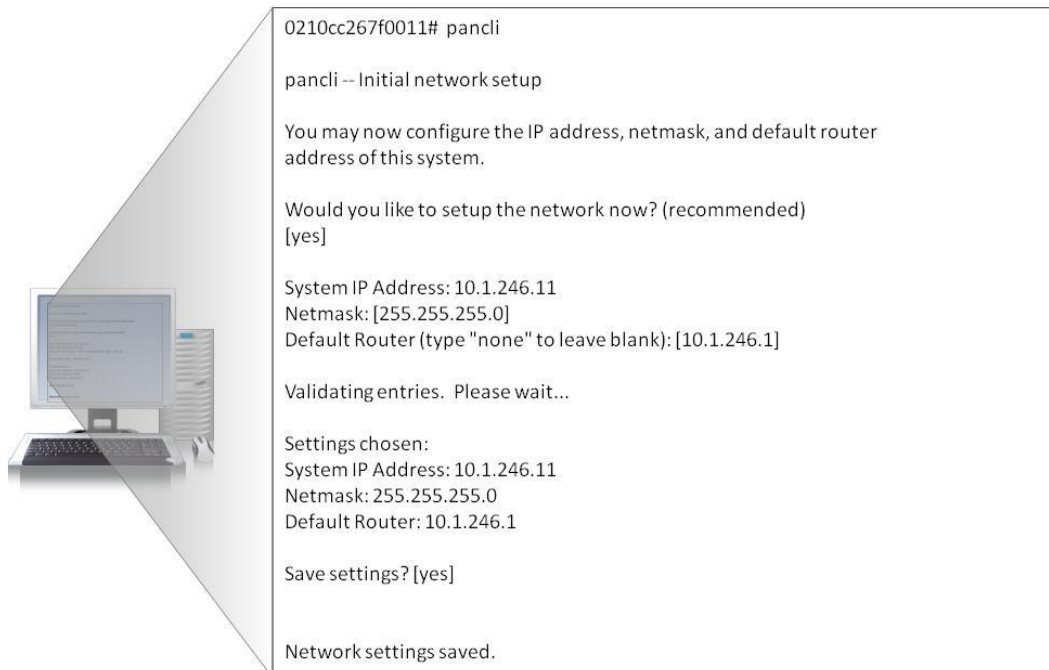 0210cc267f0011# pancli
pancli -- Initial network setup
You may now configure the IP address, netmask, and default router
address of this system.
Would you like to setup the network now? (recommended)
[yes]
System IP Address: 10.1.246.11
Netmask: [255.255.255.0]
Default Router (type "none" to leave blank): [10.1.246.1]
Validating entries. Please wait...
Settings chosen:
System IP Address: 10.1.246.11
Netmask: 255.255.255.0
Default Router: 10.1.246.1
Save settings? [yes]
Network settings saved.